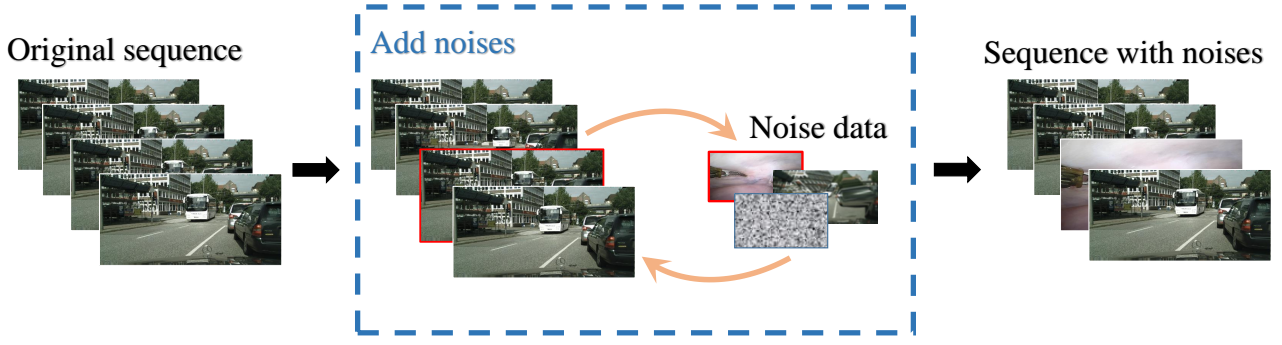 Original sequence
Add noises
Noise data
Sequence with noises